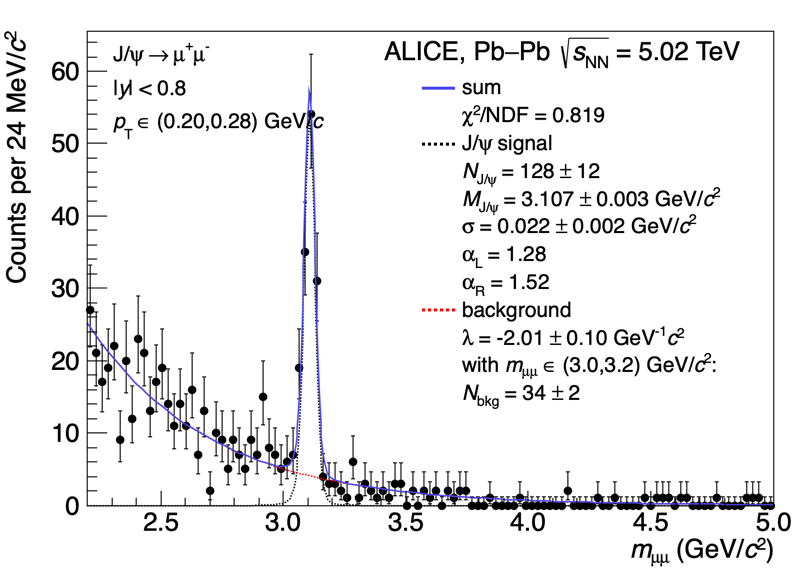 Counts per 24 MeV/c²
60
50
40
30
20
10
0
J/ψ → μ⁺μ⁻
|y| < 0.8
p_T ∈ (0.20,0.28) GeV/c
ALICE, Pb–Pb √s_NN = 5.02 TeV
sum
χ²/NDF = 0.819
J/ψ signal
N_J/ψ = 128 ± 12
M_J/ψ = 3.107 ± 0.003 GeV/c²
σ = 0.022 ± 0.002 GeV/c²
α_L = 1.28
α_R = 1.52
background
λ = -2.01 ± 0.10 GeV⁻¹c²
with m_μμ ∈ (3.0,3.2) GeV/c²:
N_bkg = 34 ± 2
2.5 3.0 3.5 4.0 4.5 5.0
m_μμ (GeV/c²)